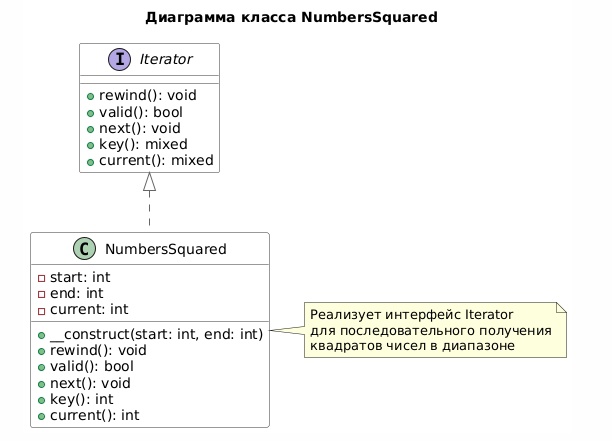 Диаграмма класса NumbersSquared
I Iterator
rewind(): void
valid(): bool
next(): void
key(): mixed
current(): mixed
C NumbersSquared
start: int
end: int
current: int
__construct(start: int, end: int)
rewind(): void
valid(): bool
next(): void
key(): int
current(): int
Реализует интерфейс Iterator
для последовательного получения
квадратов чисел в диапазоне